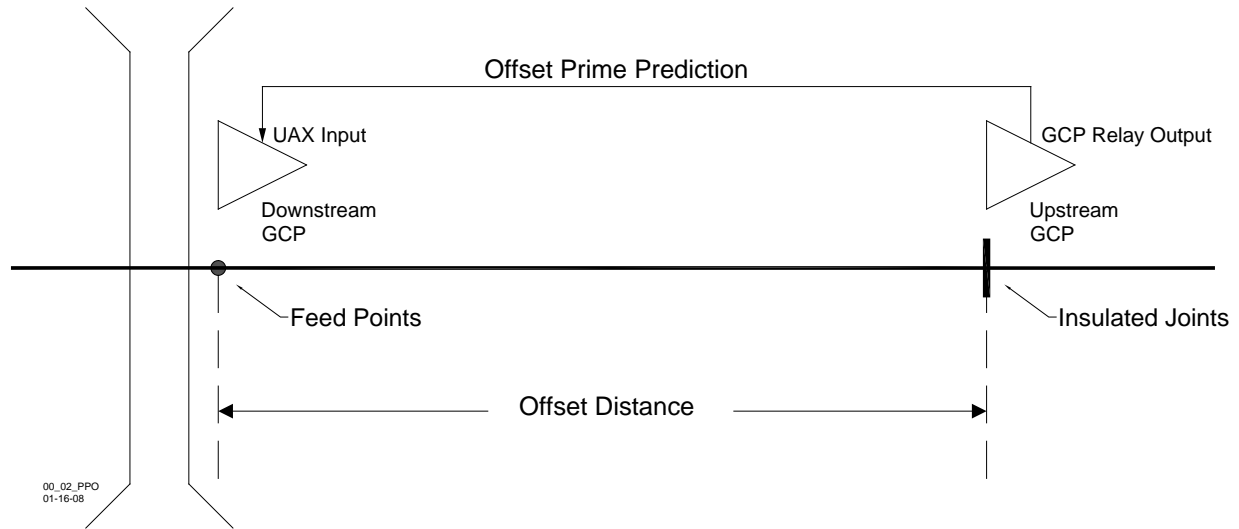 Offset Prime Prediction
UAX Input
GCP Relay Output
Downstream
GCP
Upstream
GCP
Feed Points
Insulated Joints
Offset Distance
00_02_PPO
01-16-08